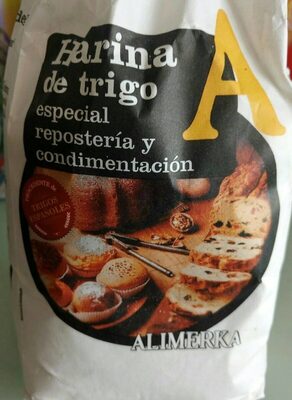 Harina
de trigo
especial
repostería y
condimentación
A
TRIGOS
ESPAÑOLES
ALIMERKA